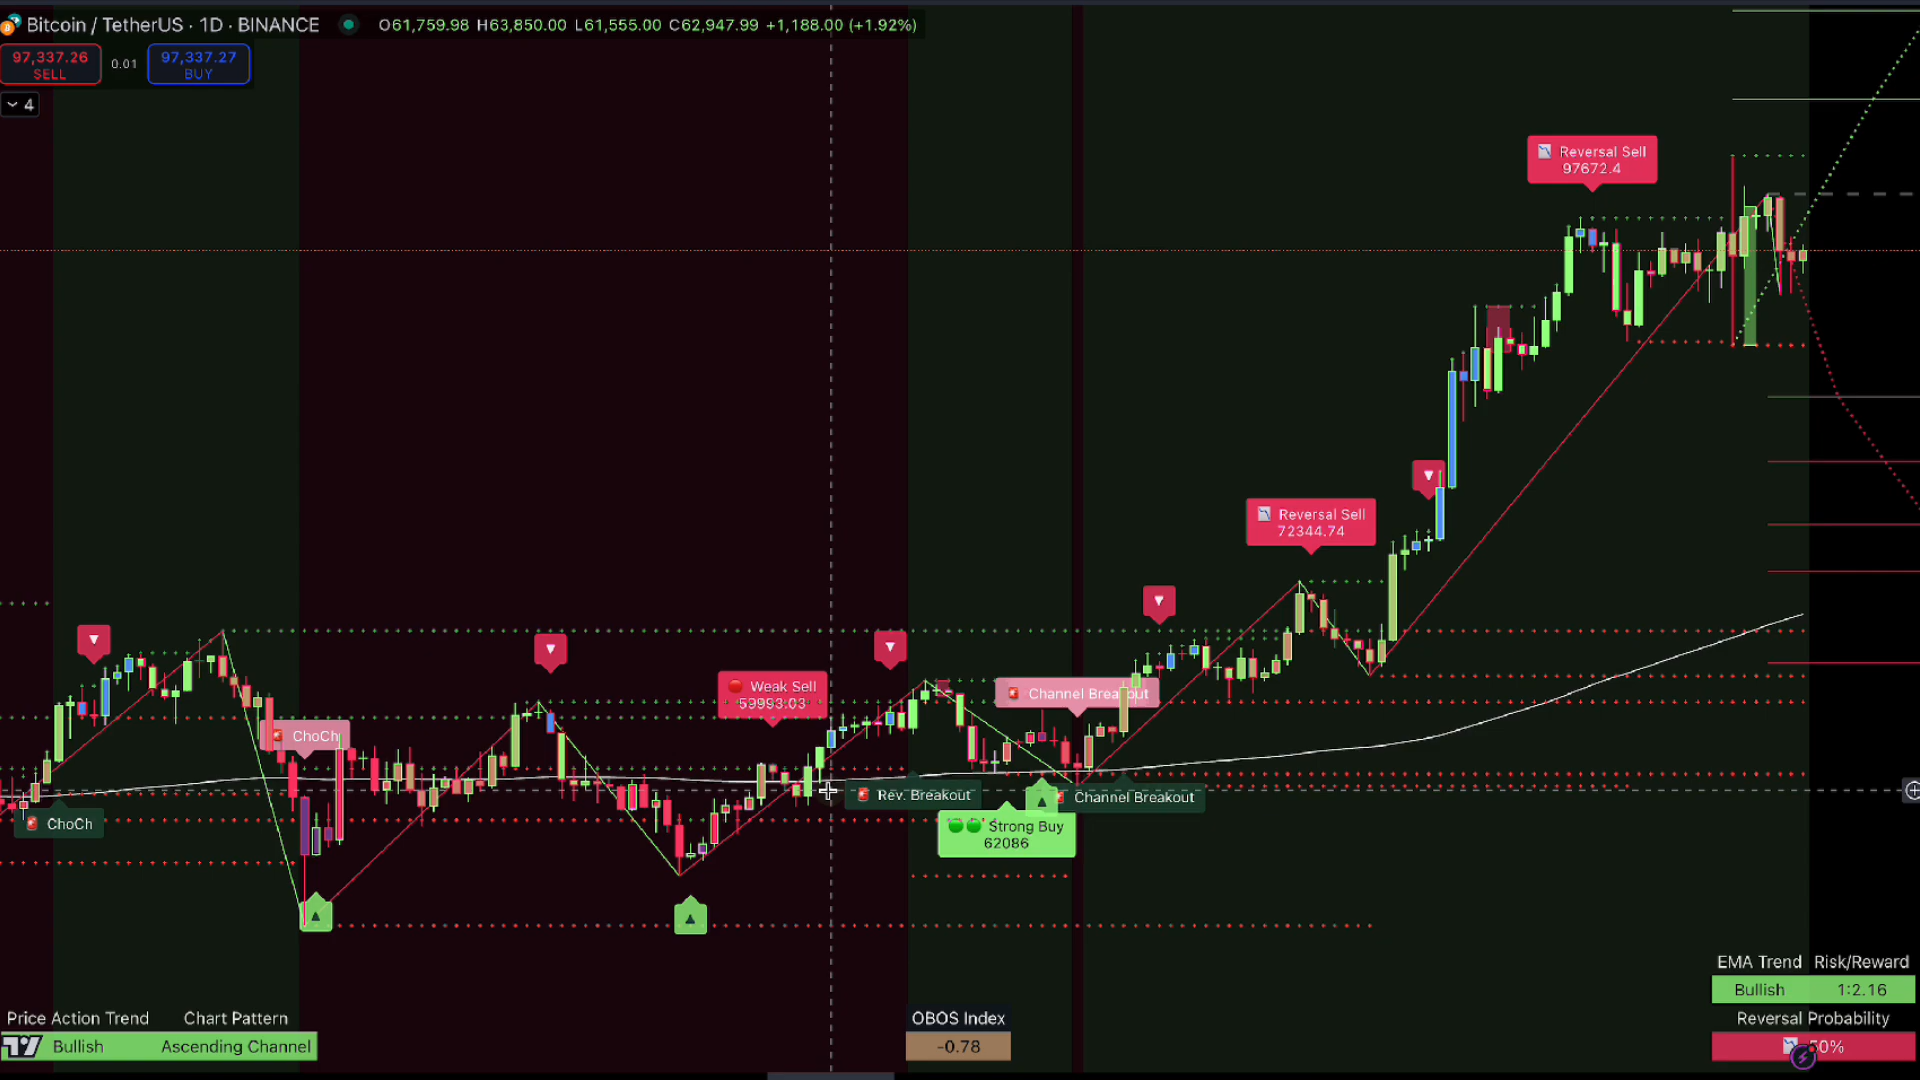 Bitcoin / TetherUS · 1D · BINANCE
O61,759.98 H63,850.00 L61,555.00 C62,947.99 +1,188.00 (+1.92%)
97,337.26
SELL
0.01
97,337.27
BUY
4
Reversal Sell
97672.4
Reversal Sell
72344.74
Weak Sell
59993.03
Channel Breakout
ChoCh
ChoCh
Rev. Breakout
Channel Breakout
Strong Buy
62086
EMA Trend Risk/Reward
Bullish 1:2.16
Price Action Trend Chart Pattern
Bullish Ascending Channel
OBOS Index
-0.78
Reversal Probability